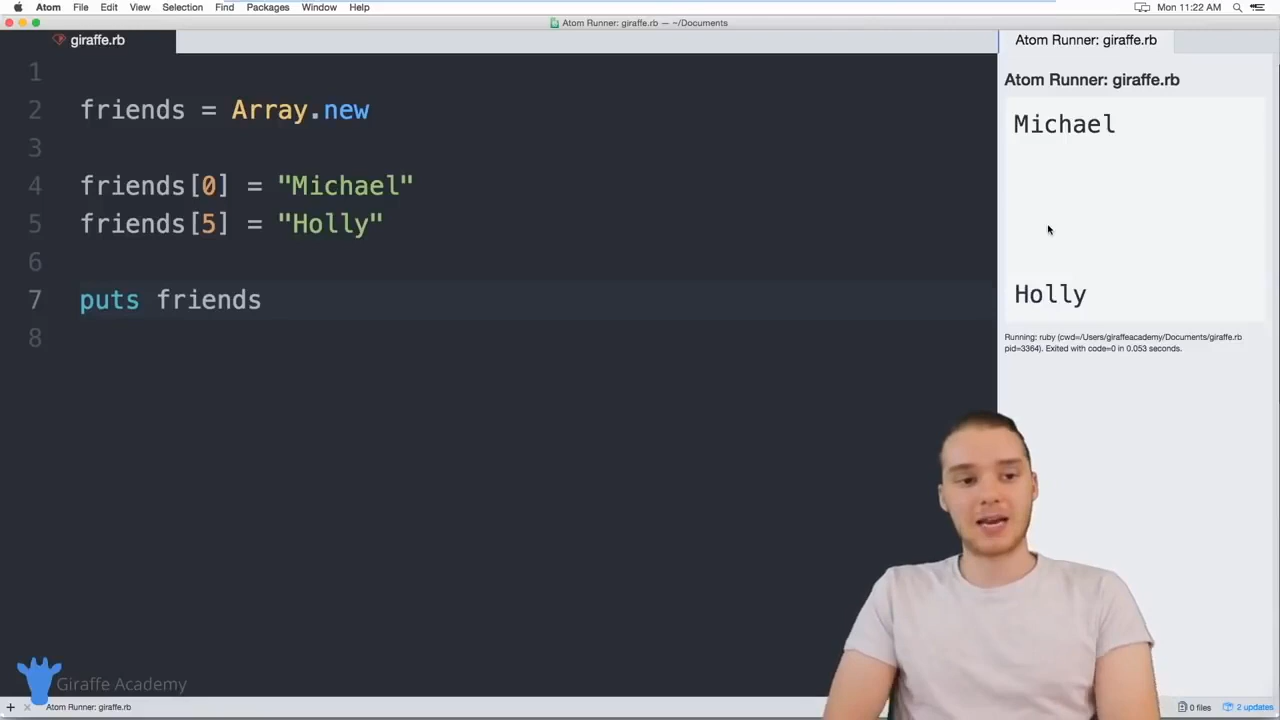 Atom File Edit View Selection Find Packages Window Help Mon 11:22 AM
Atom Runner: giraffe.rb — ~/Documents
giraffe.rb
Atom Runner: giraffe.rb
1
2 friends = Array.new
3
4 friends[0] = "Michael"
5 friends[5] = "Holly"
6
7 puts friends
8
Atom Runner: giraffe.rb
Michael
Holly
Running: ruby (cwd=/Users/giraffeacademy/Documents/giraffe.rb
pid=3364). Exited with code=0 in 0.053 seconds.
Giraffe Academy
Atom Runner: giraffe.rb
0 files 2 updates